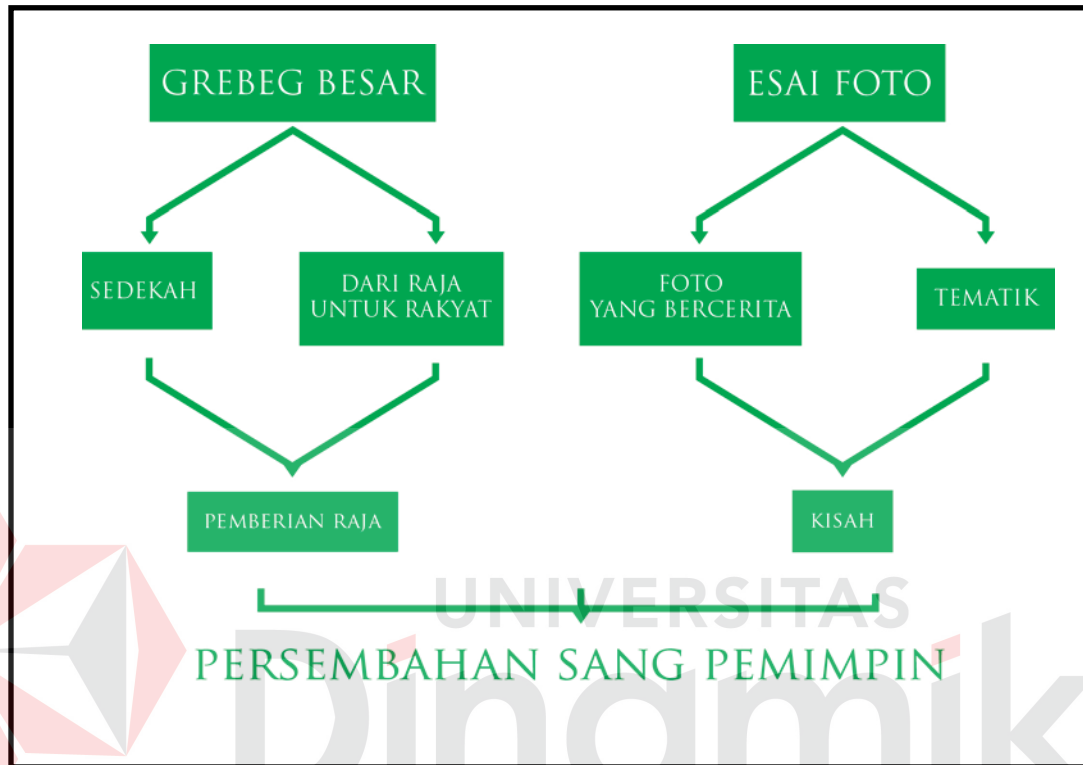 GREBEG BESAR
ESAI FOTO
SEDEKAH
DARI RAJA
UNTUK RAKYAT
FOTO
YANG BERCERITA
TEMATIK
PEMBERIAN RAJA
KISAH
PERSEMBAHAN SANG PEMIMPIN
UNIVERSITAS
Dinamik